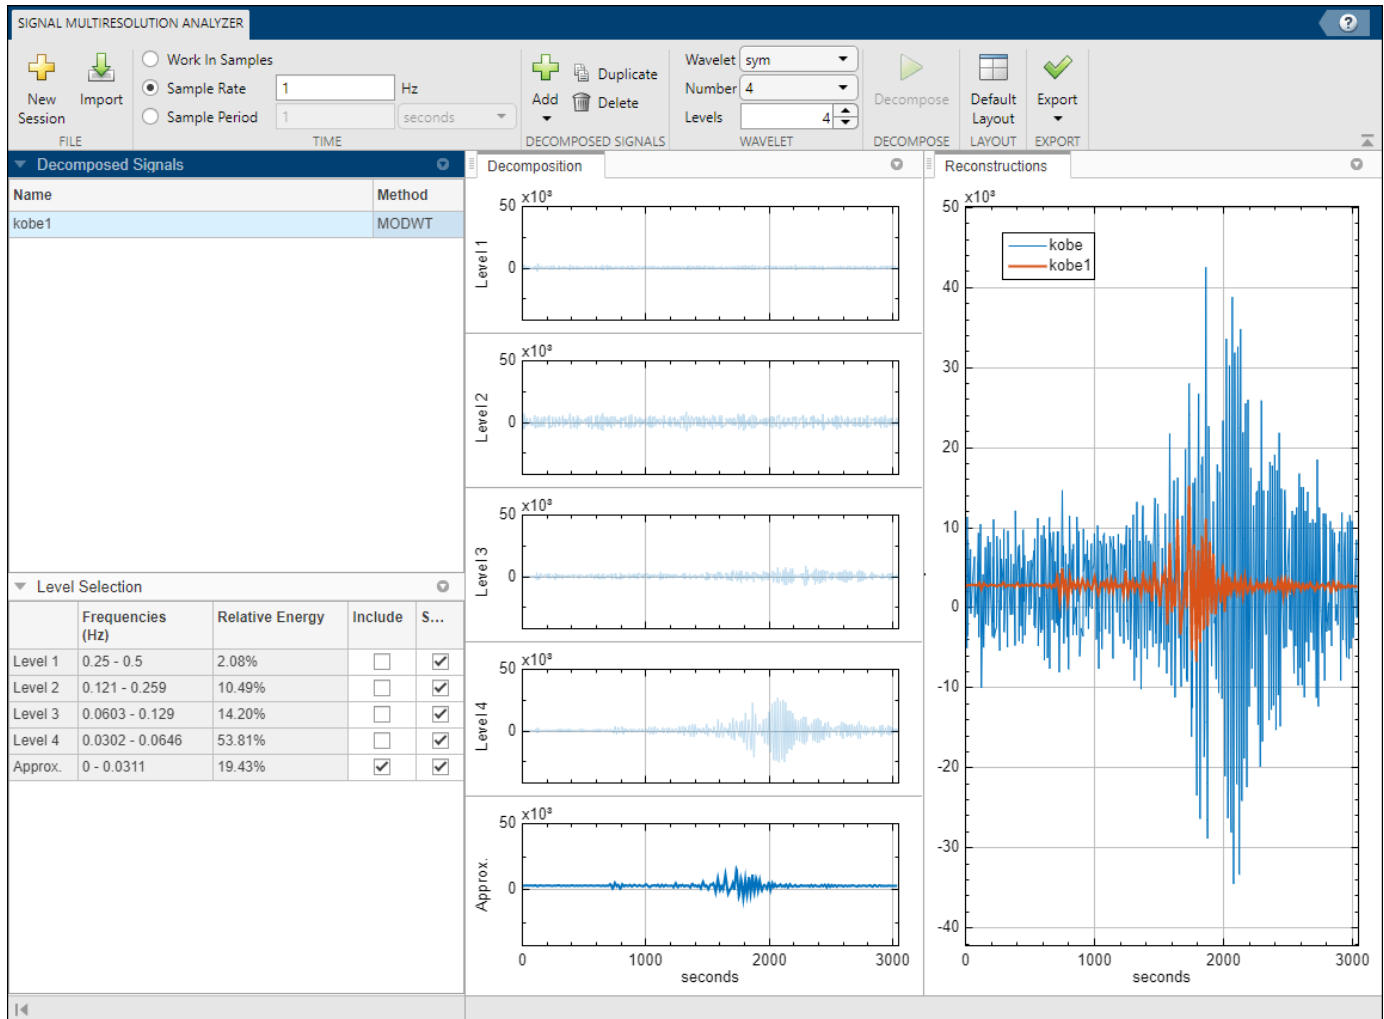 SIGNAL MULTIRESOLUTION ANALYZER
?
New
Session
Import
Work In Samples
Sample Rate 1 Hz
Sample Period 1 seconds
Add
Duplicate
Delete
Wavelet sym
Number 4
Levels 4
Decompose
Default
Layout
Export
FILE TIME DECOMPOSED SIGNALS WAVELET DECOMPOSE LAYOUT EXPORT
Decomposed Signals
Name Method
kobe1 MODWT
Level Selection
Frequencies
(Hz)
Relative Energy Include S...
Level 1 0.25 - 0.5 2.08%
Level 2 0.121 - 0.259 10.49%
Level 3 0.0603 - 0.129 14.20%
Level 4 0.0302 - 0.0646 53.81%
Approx. 0 - 0.0311 19.43%
Decomposition
x10³
50
0
Level 1
x10³
50
0
Level 2
x10³
50
0
Level 3
x10³
50
0
Level 4
x10³
50
0
Approx.
0 1000 2000 3000
seconds
Reconstructions
x10³
50
40
30
20
10
0
-10
-20
-30
-40
kobe
kobe1
0 1000 2000 3000
seconds